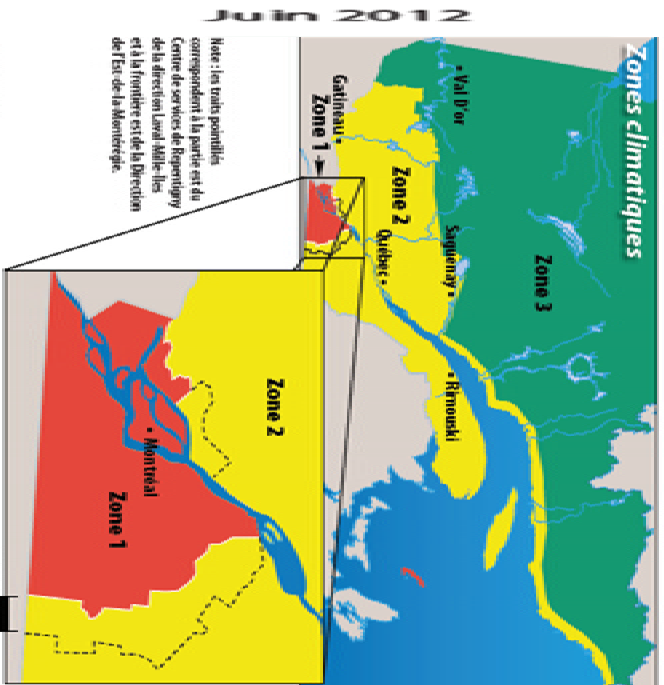 Juin 2012
Zones climatiques
Note : les traits pointillés
correspondent à la partie est du
Centre de services de Repentigny
de la direction Laval-Mille-Îles
et à la frontière est de la Direction
de l'Est-de-la-Montérégie.
Val D'or
Gatineau
Zone 1
Zone 2
Québec
Saguenay
Zone 3
Rimouski
Zone 2
Montréal
Zone 1